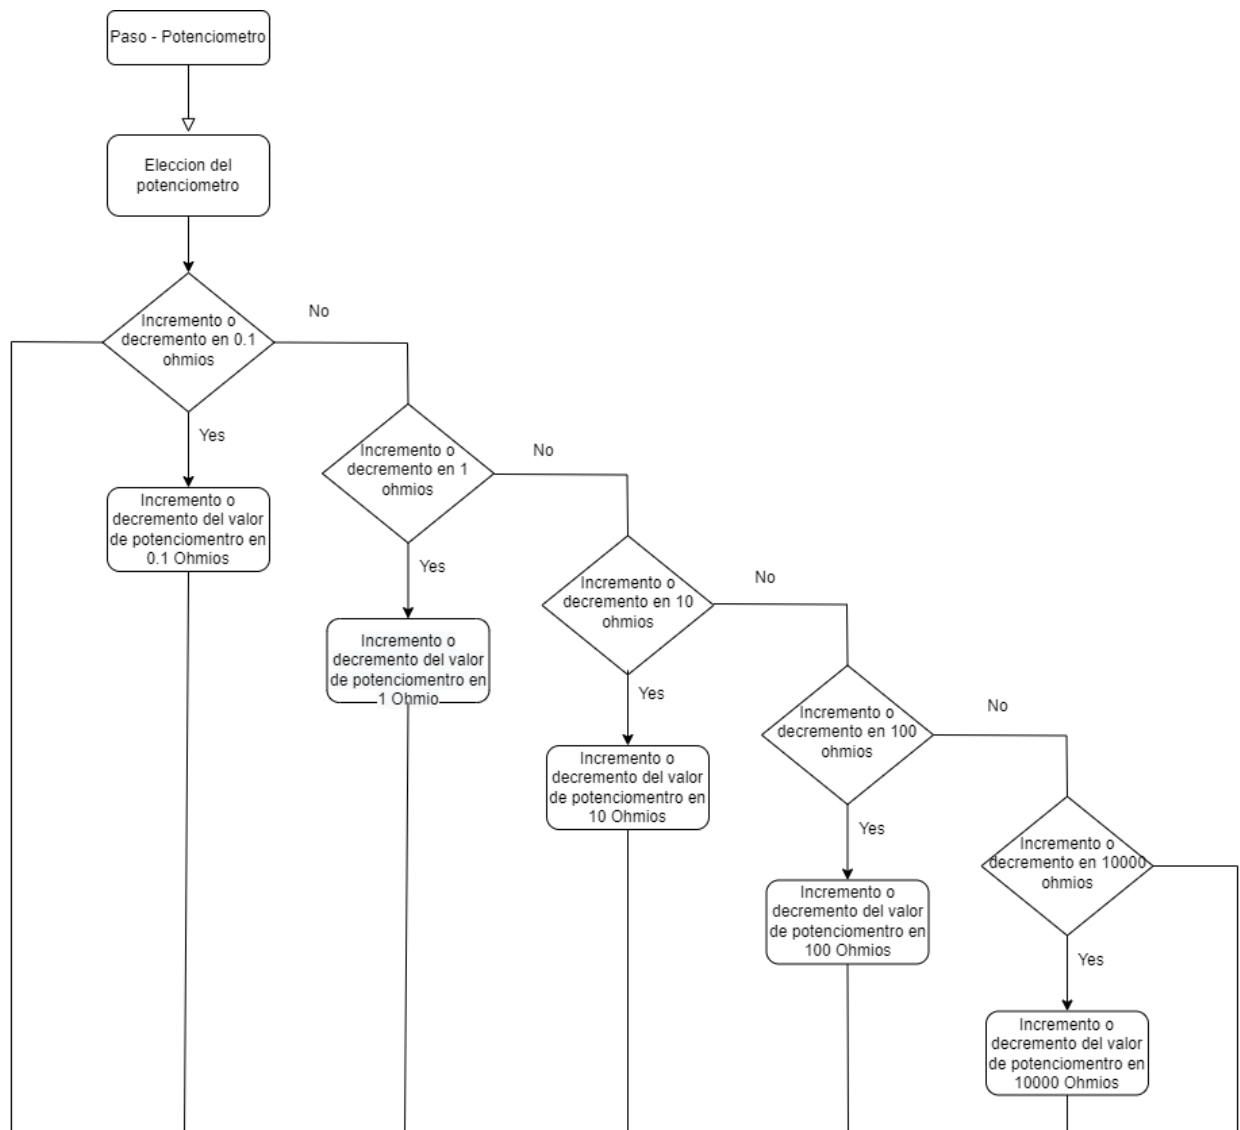 Paso - Potenciometro
Eleccion del
potenciometro
Incremento o
decremento en 0.1
ohmios
No
Yes
Incremento o
decremento del valor
de potenciomentro en
0.1 Ohmios
Incremento o
decremento en 1
ohmios
No
Yes
Incremento o
decremento del valor
de potenciomentro en
1 Ohmio
Incremento o
decremento en 10
ohmios
No
Yes
Incremento o
decremento del valor
de potenciomentro en
10 Ohmios
Incremento o
decremento en 100
ohmios
No
Yes
Incremento o
decremento del valor
de potenciomentro en
100 Ohmios
Incremento o
decremento en 10000
ohmios
Yes
Incremento o
decremento del valor
de potenciomentro en
10000 Ohmios